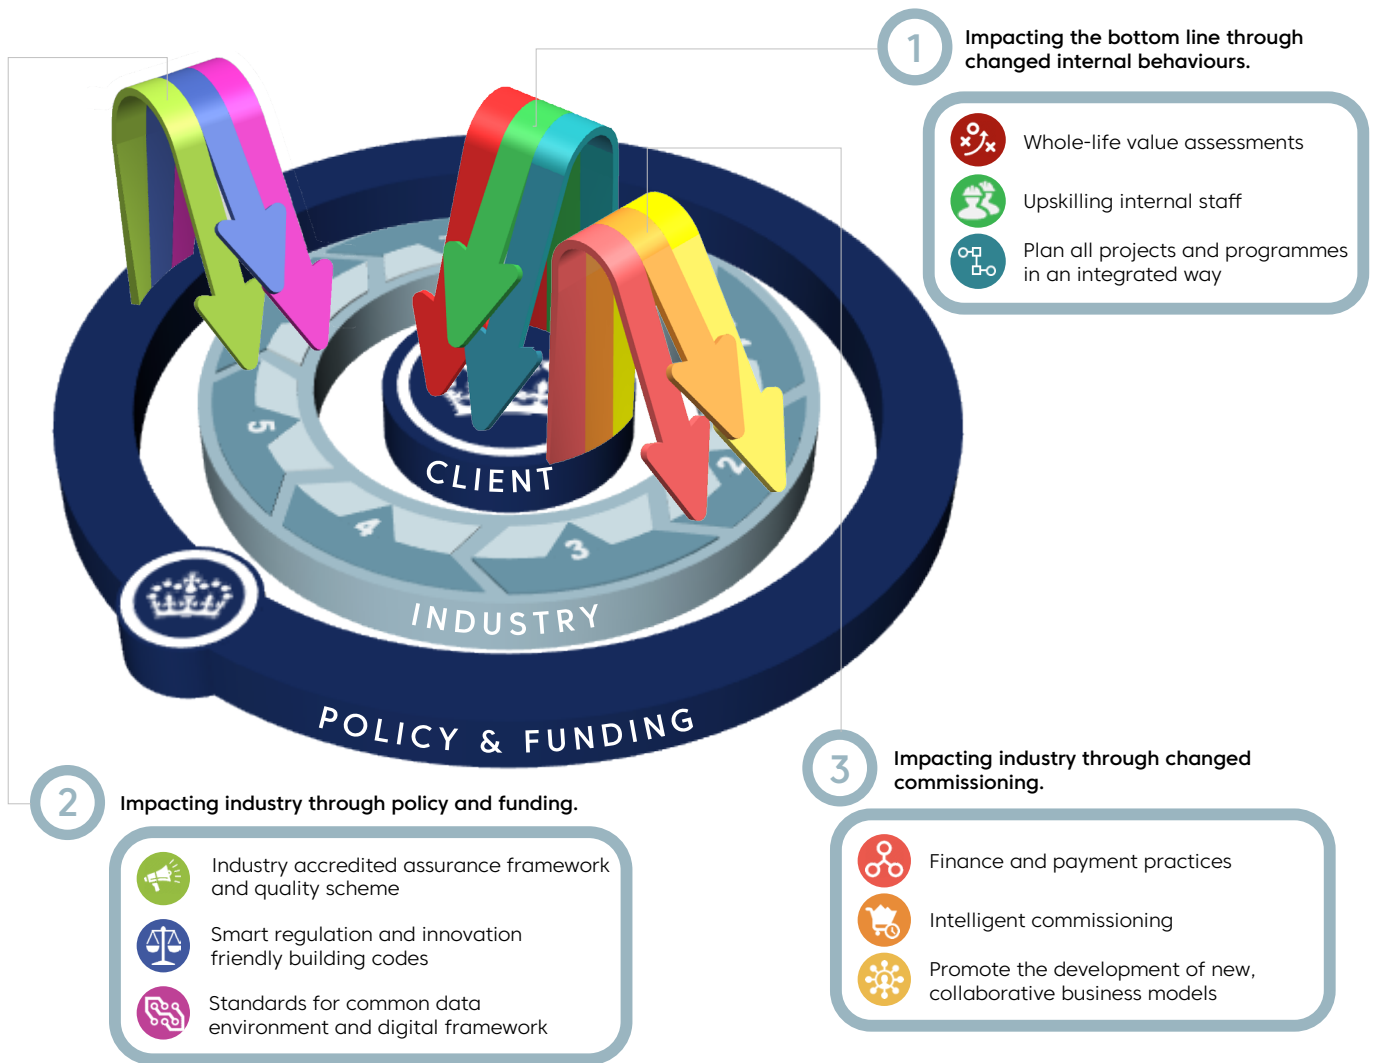 1
Impacting the bottom line through
changed internal behaviours.
Whole-life value assessments
Upskilling internal staff
Plan all projects and programmes
in an integrated way
5
4
3
2
CLIENT
INDUSTRY
POLICY & FUNDING
2
Impacting industry through policy and funding.
Industry accredited assurance framework
and quality scheme
Smart regulation and innovation
friendly building codes
Standards for common data
environment and digital framework
3
Impacting industry through changed
commissioning.
Finance and payment practices
Intelligent commissioning
Promote the development of new,
collaborative business models